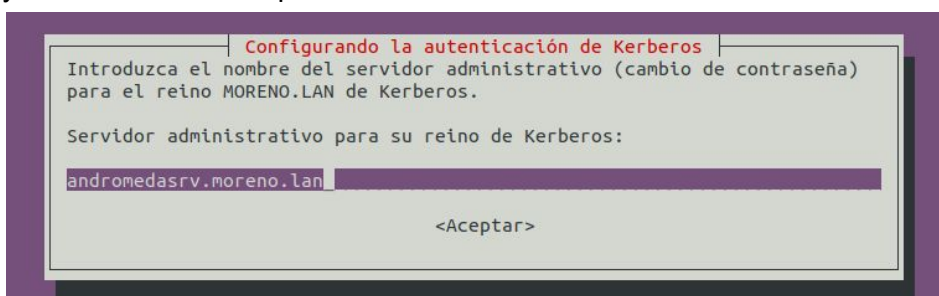 Configurando la autenticación de Kerberos
Introduzca el nombre del servidor administrativo (cambio de contraseña)
para el reino MORENO.LAN de Kerberos.
Servidor administrativo para su reino de Kerberos:
andromedasrv.moreno.lan
<Aceptar>